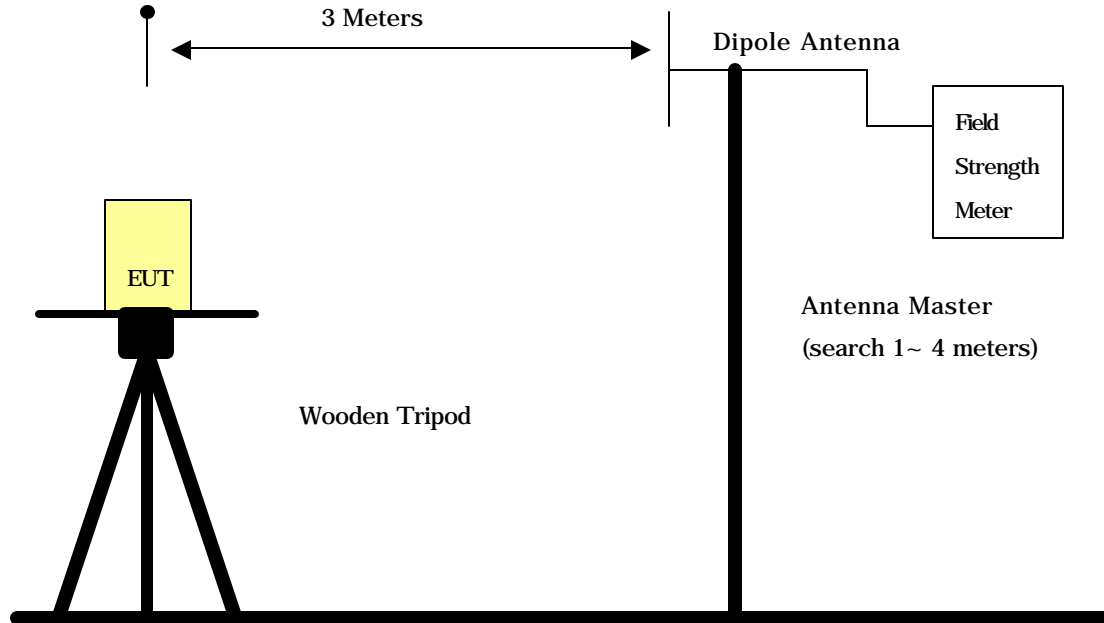 3 Meters
Dipole Antenna
Field
Strength
Meter
EUT
Antenna Master
(search 1~ 4 meters)
Wooden Tripod